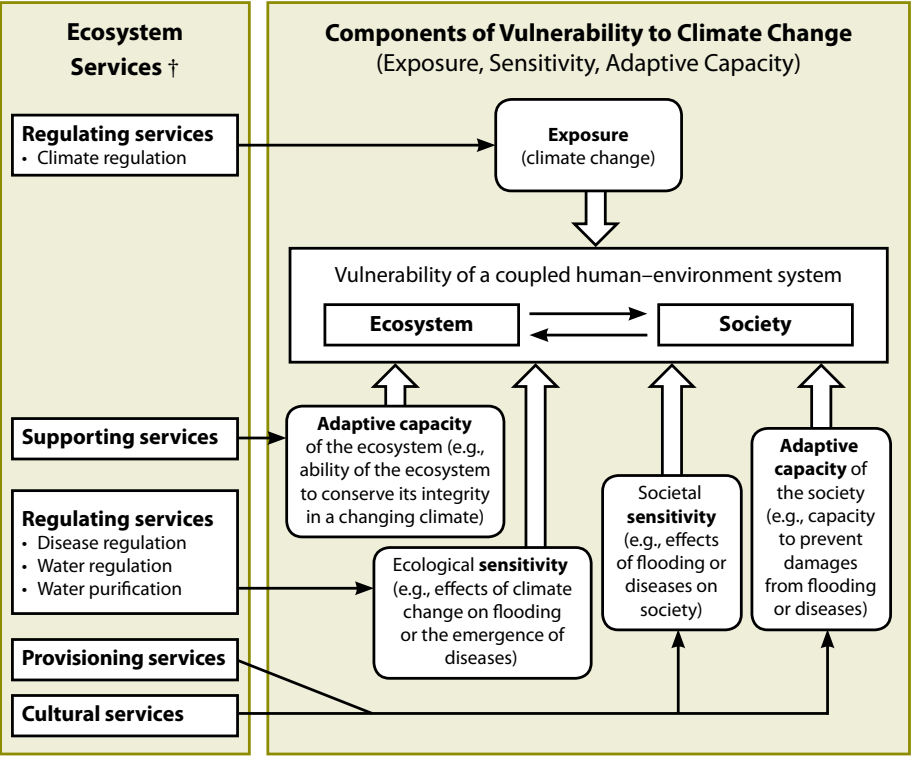 Ecosystem
Services †
Regulating services
• Climate regulation
Supporting services
Regulating services
• Disease regulation
• Water regulation
• Water purification
Provisioning services
Cultural services
Components of Vulnerability to Climate Change
(Exposure, Sensitivity, Adaptive Capacity)
Exposure
(climate change)
Vulnerability of a coupled human–environment system
Ecosystem
Society
Adaptive capacity
of the ecosystem (e.g.,
ability of the ecosystem
to conserve its integrity
in a changing climate)
Ecological sensitivity
(e.g., effects of climate
change on flooding
or the emergence of
diseases)
Societal
sensitivity
(e.g., effects
of flooding or
diseases on
society)
Adaptive
capacity of
the society
(e.g., capacity
to prevent
damages
from flooding
or diseases)